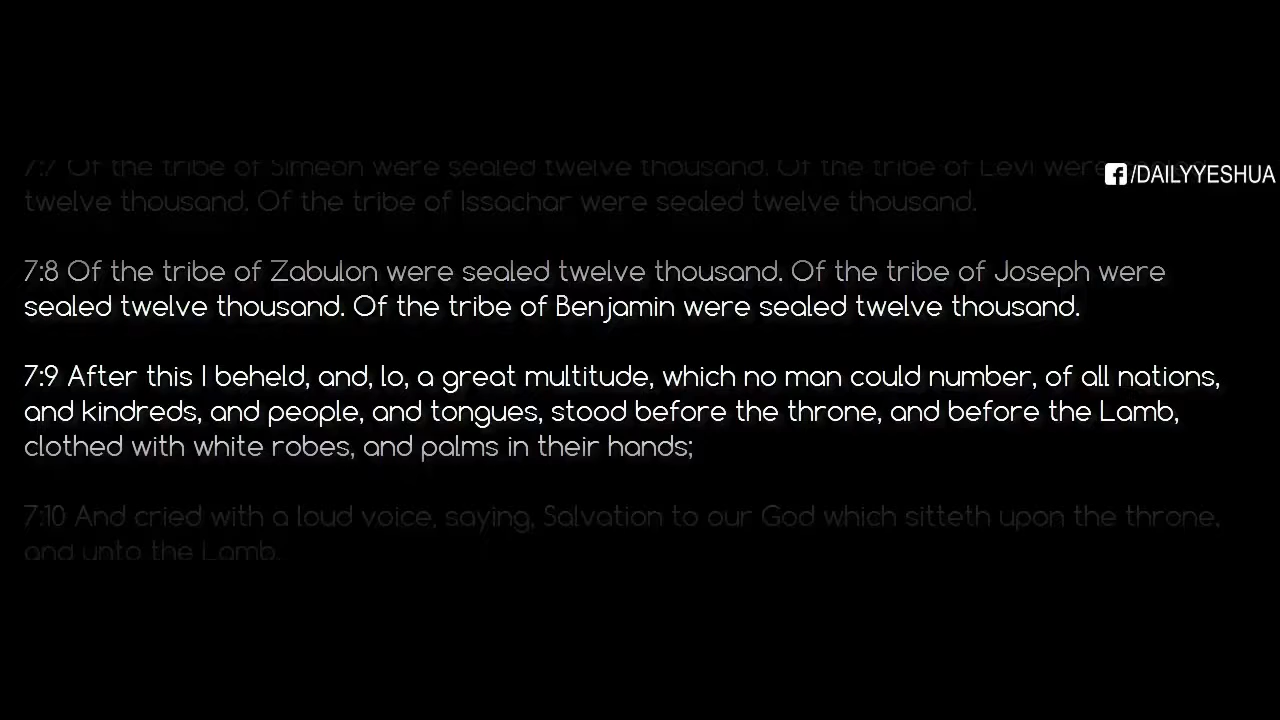 7:7 Of the tribe of Simeon were sealed twelve thousand. Of the tribe of Levi were sealed
/DAILYYESHUA
twelve thousand. Of the tribe of Issachar were sealed twelve thousand.
7:8 Of the tribe of Zabulon were sealed twelve thousand. Of the tribe of Joseph were
sealed twelve thousand. Of the tribe of Benjamin were sealed twelve thousand.
7:9 After this I beheld, and, lo, a great multitude, which no man could number, of all nations,
and kindreds, and people, and tongues, stood before the throne, and before the Lamb,
clothed with white robes, and palms in their hands;
7:10 And cried with a loud voice, saying, Salvation to our God which sitteth upon the throne,
and unto the Lamb.